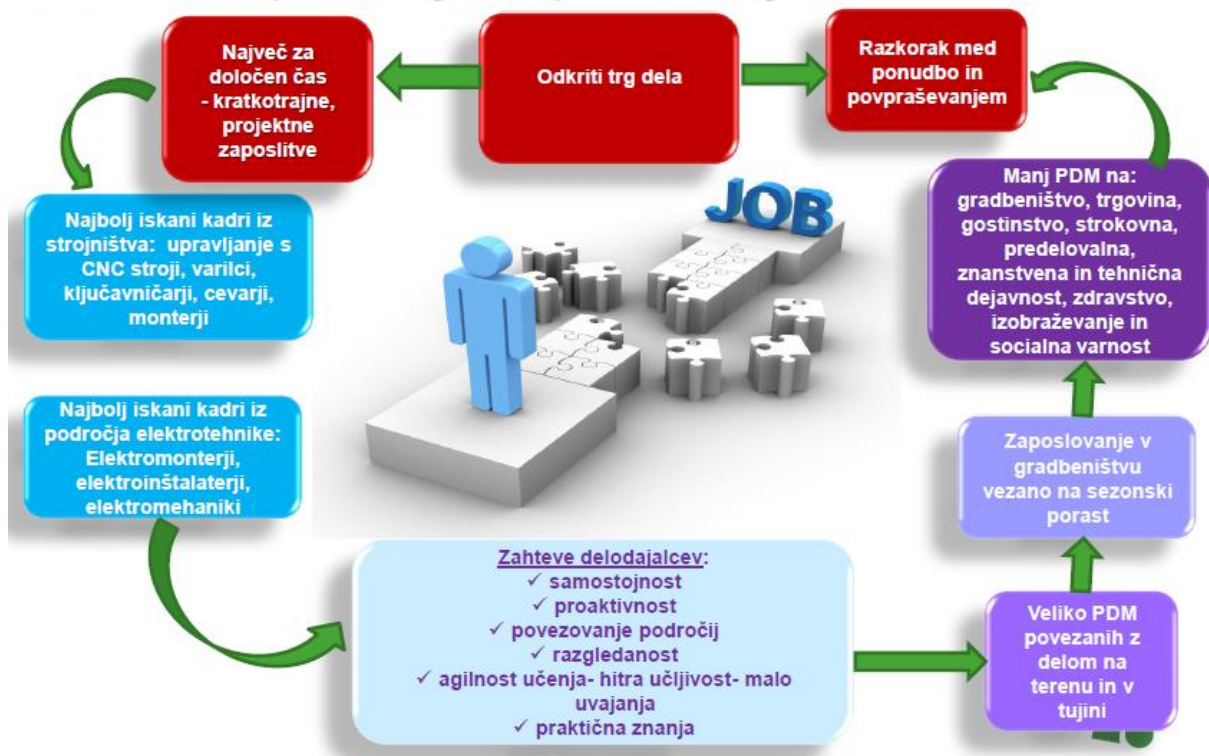 Največ za
določen čas
- kratkotrajne,
projektne
zaposlitve
Odkriti trg dela
Razkorak med
ponudbo in
povpraševanjem
Najbolj iskani kadri iz
strojništva: upravljanje s
CNC stroji, varilci,
ključavničarji, cevarji,
monterji
JOB
Manj PDM na:
gradbeništvo, trgovina,
gostinstvo, strokovna,
predelovalna,
znanstvena in tehnična
dejavnost, zdravstvo,
izobraževanje in
socialna varnost
Najbolj iskani kadri iz
področja elektrotehnike:
Elektromonterji,
elektroinštalaterji,
elektromehaniki
Zaposlovanje v
gradbeništvu
vezano na sezonski
porast
Zahteve delodajalcev:
✓ samostojnost
✓ proaktivnost
✓ povezovanje področij
✓ razgledanost
✓ agilnost učenja- hitra učljivost- malo
uvajanja
✓ praktična znanja
Veliko PDM
povezanih z
delom na
terenu in v
tujini